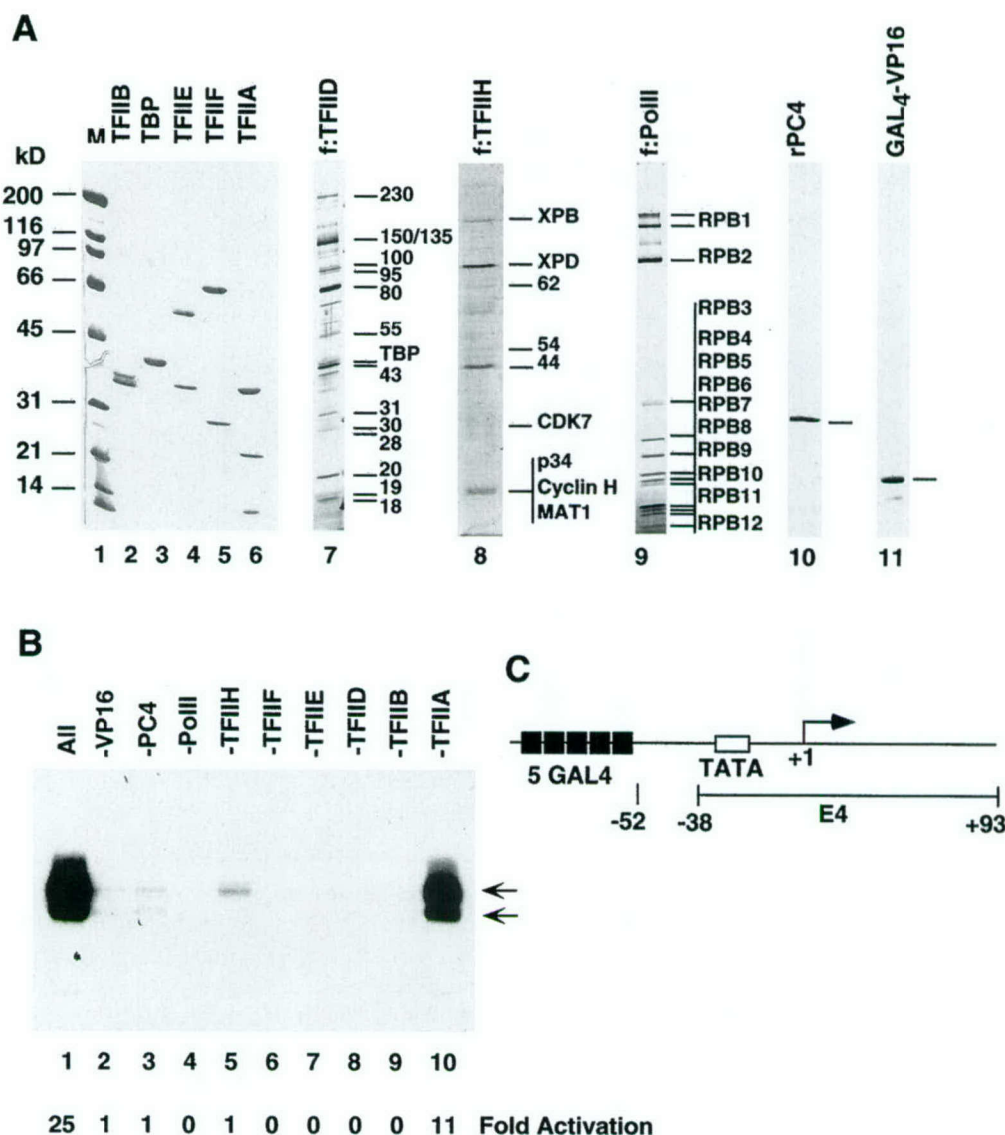 A
kD
M
TFIIB
TBP
TFIIE
TFIIF
TFIIA
f:TFIID
f:TFIIH
f:PolII
rPC4
GAL4-VP16
200
116
97
66
45
31
21
14
230
150/135
100
95
80
55
TBP
43
31
30
28
20
19
18
XPB
XPD
62
54
44
CDK7
p34
Cyclin H
MAT1
RPB1
RPB2
RPB3
RPB4
RPB5
RPB6
RPB7
RPB8
RPB9
RPB10
RPB11
RPB12
1 2 3 4 5 6 7 8 9 10 11
B
All
-VP16
-PC4
-PolII
-TFIIH
-TFIIF
-TFIIE
-TFIID
-TFIIB
-TFIIA
1 2 3 4 5 6 7 8 9 10
25 1 1 0 1 0 0 0 0 11 Fold Activation
C
5 GAL4
TATA
+1
-52
-38
E4
+93